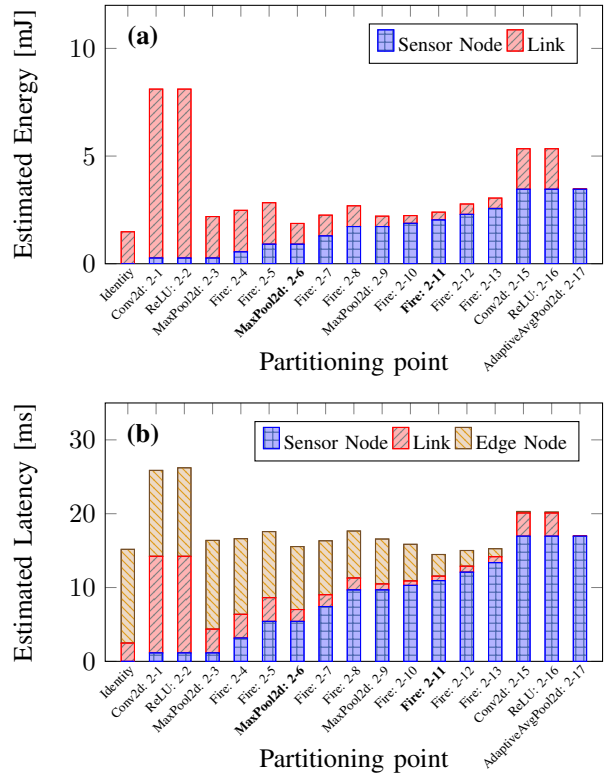 (a)
Sensor Node Link
Estimated Energy [mJ]
10
5
0
Identity
Conv2d: 2-1
ReLU: 2-2
MaxPool2d: 2-3
Fire: 2-4
Fire: 2-5
MaxPool2d: 2-6
Fire: 2-7
Fire: 2-8
MaxPool2d: 2-9
Fire: 2-10
Fire: 2-11
Fire: 2-12
Fire: 2-13
Conv2d: 2-15
ReLU: 2-16
AdaptiveAvgPool2d: 2-17
Partitioning point
(b)
Sensor Node Link Edge Node
Estimated Latency [ms]
30
20
10
0
Identity
Conv2d: 2-1
ReLU: 2-2
MaxPool2d: 2-3
Fire: 2-4
Fire: 2-5
MaxPool2d: 2-6
Fire: 2-7
Fire: 2-8
MaxPool2d: 2-9
Fire: 2-10
Fire: 2-11
Fire: 2-12
Fire: 2-13
Conv2d: 2-15
ReLU: 2-16
AdaptiveAvgPool2d: 2-17
Partitioning point